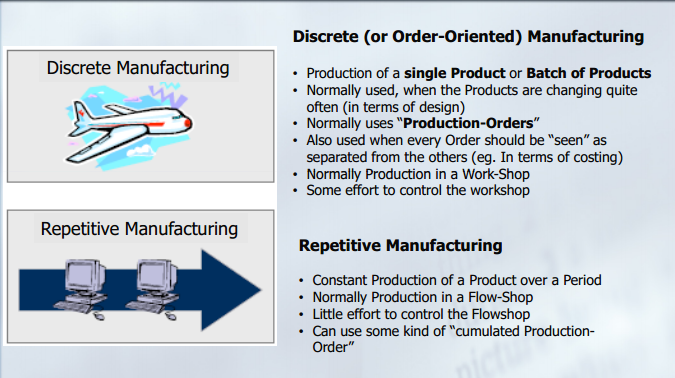 Discrete Manufacturing
Repetitive Manufacturing
Discrete (or Order-Oriented) Manufacturing
• Production of a single Product or Batch of Products
• Normally used, when the Products are changing quite
often (in terms of design)
• Normally uses “Production-Orders”
• Also used when every Order should be “seen” as
separated from the others (eg. In terms of costing)
• Normally Production in a Work-Shop
• Some effort to control the workshop
Repetitive Manufacturing
• Constant Production of a Product over a Period
• Normally Production in a Flow-Shop
• Little effort to control the Flowshop
• Can use some kind of “cumulated Production-
Order”